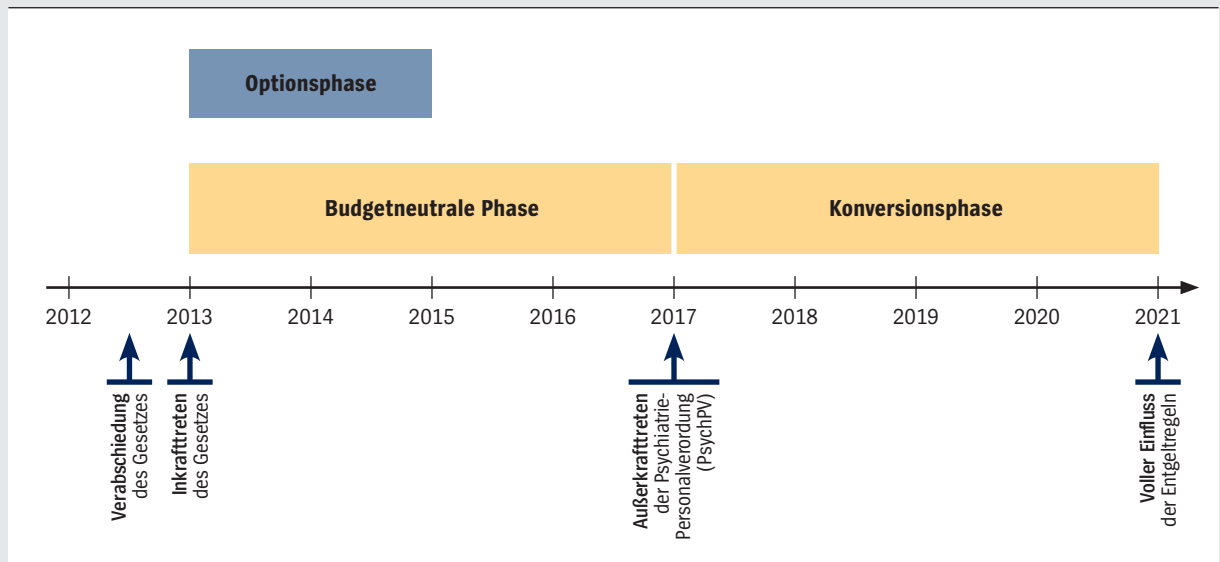 Optionsphase
Budgetneutrale Phase
Konversionsphase
2012
2013
2014
2015
2016
2017
2018
2019
2020
2021
Verabschiedung
des Gesetzes
Inkrafttreten
des Gesetzes
Außerkrafttreten
der Psychiatrie-
Personalverordung
(PsychPV)
Voller Einfluss
der Entgeltregeln